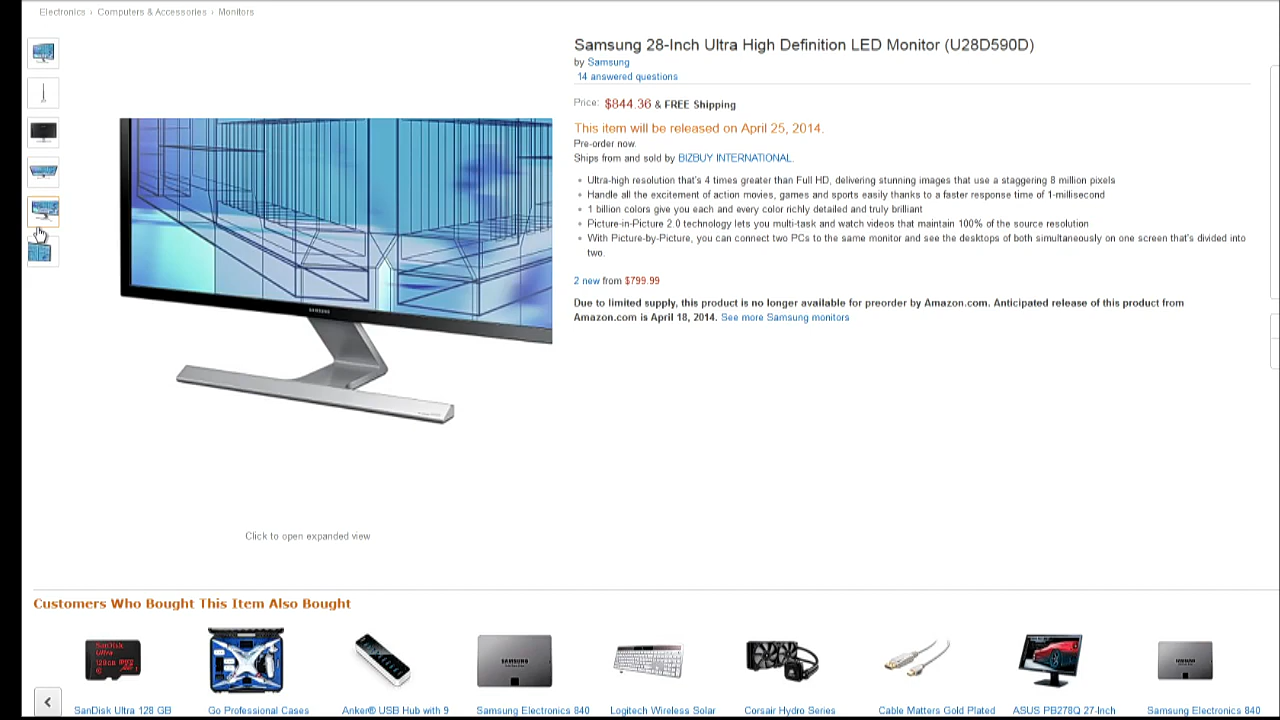 Electronics › Computers & Accessories › Monitors
Samsung 28-Inch Ultra High Definition LED Monitor (U28D590D)
by Samsung
14 answered questions
Price: $844.36 & FREE Shipping
This item will be released on April 25, 2014.
Pre-order now.
Ships from and sold by BIZBUY INTERNATIONAL.
Ultra-high resolution that's 4 times greater than Full HD, delivering stunning images that use a staggering 8 million pixels
Handle all the excitement of action movies, games and sports easily thanks to a faster response time of 1-millisecond
1 billion colors give you each and every color richly detailed and truly brilliant
Picture-in-Picture 2.0 technology lets you multi-task and watch videos that maintain 100% of the source resolution
With Picture-by-Picture, you can connect two PCs to the same monitor and see the desktops of both simultaneously on one screen that's divided into
two.
2 new from $799.99
Due to limited supply, this product is no longer available for preorder by Amazon.com. Anticipated release of this product from
Amazon.com is April 18, 2014. See more Samsung monitors
SAMSUNG
Click to open expanded view
Customers Who Bought This Item Also Bought
SanDisk
Ultra
128GB
SAMSUNG
SanDisk Ultra 128 GB
Go Professional Cases
Anker® USB Hub with 9
Samsung Electronics 840
Logitech Wireless Solar
Corsair Hydro Series
Cable Matters Gold Plated
ASUS PB278Q 27-Inch
Samsung Electronics 840